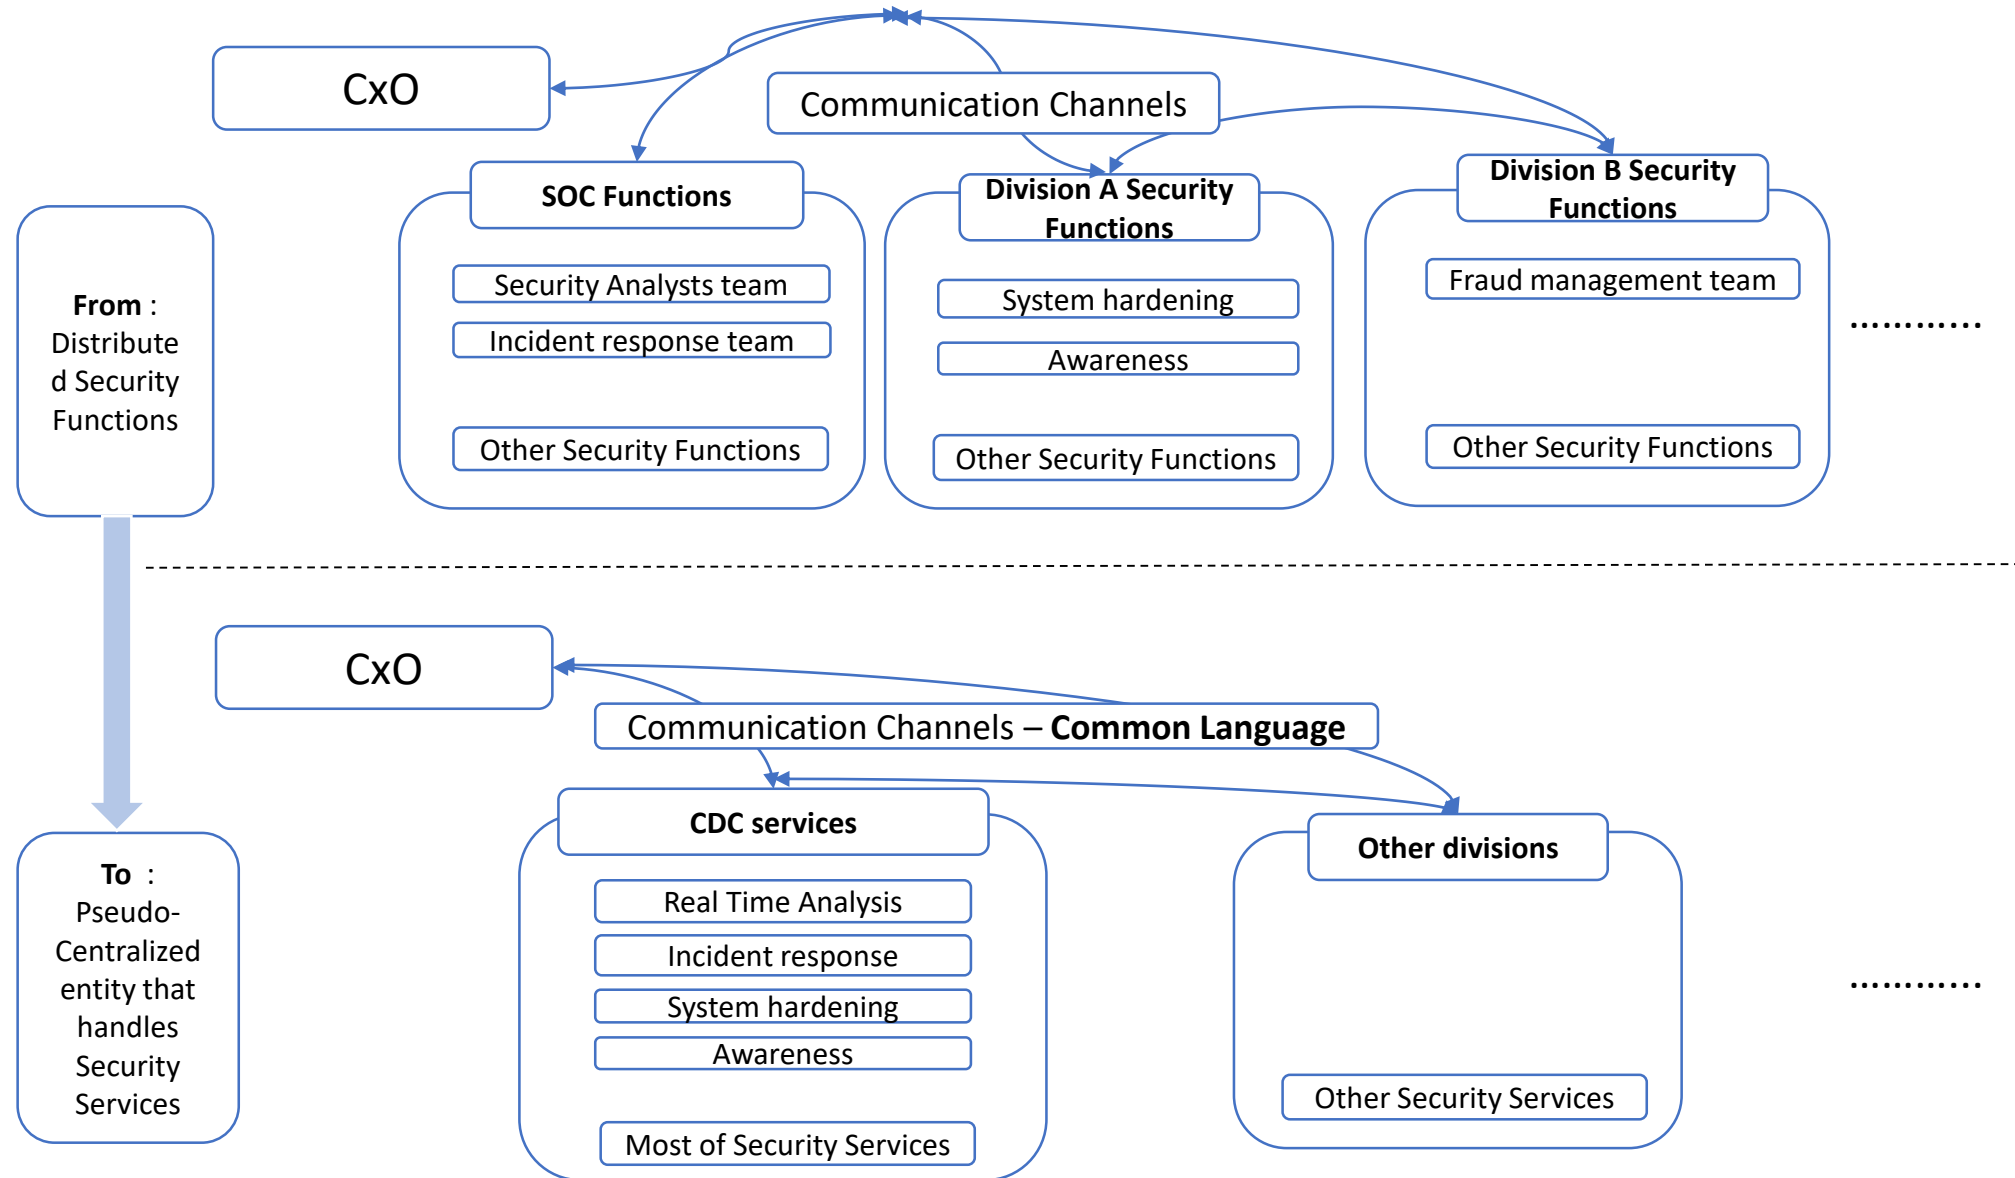 CxO
Communication Channels
SOC Functions
Security Analysts team
Incident response team
Other Security Functions
Division A Security
Functions
System hardening
Awareness
Other Security Functions
Division B Security
Functions
Fraud management team
Other Security Functions
…………
From :
Distribute
d Security
Functions
CxO
Communication Channels – Common Language
CDC services
Real Time Analysis
Incident response
System hardening
Awareness
Most of Security Services
Other divisions
Other Security Services
…………
To :
Pseudo-
Centralized
entity that
handles
Security
Services